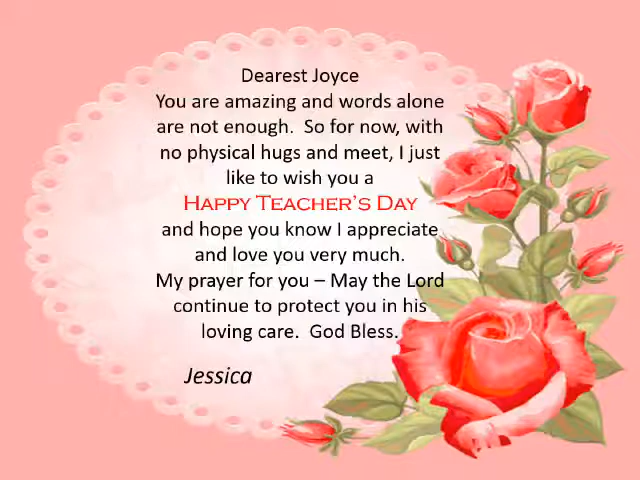 Dearest Joyce
You are amazing and words alone
are not enough.  So for now, with
no physical hugs and meet, I just
like to wish you a
HAPPY TEACHER'S DAY
and hope you know I appreciate
and love you very much.
My prayer for you – May the Lord
continue to protect you in his
loving care.  God Bless.
Jessica